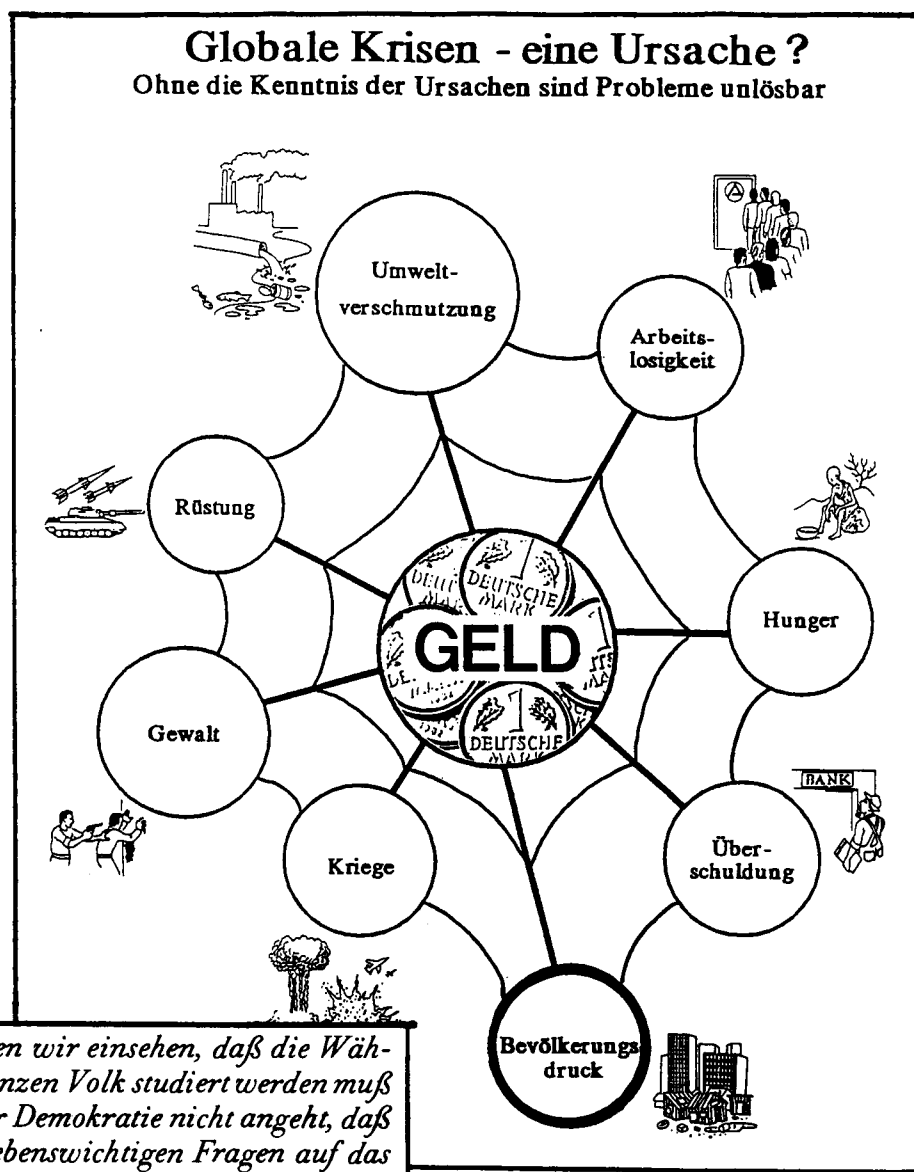 Globale Krisen - eine Ursache ?
Ohne die Kenntnis der Ursachen sind Probleme unlösbar
Umwelt-
verschmutzung
Arbeits-
losigkeit
Rüstung
Hunger
DEUTSCHE
MARK
GELD
1
DEUTSCHE
MARK
Gewalt
BANK
Kriege
Über-
schuldung
Bevölkerungs
druck
en wir einsehen, daß die Wäh-
nzen Volk studiert werden muß
r Demokratie nicht angeht, daß
ebenswichtigen Fragen auf das